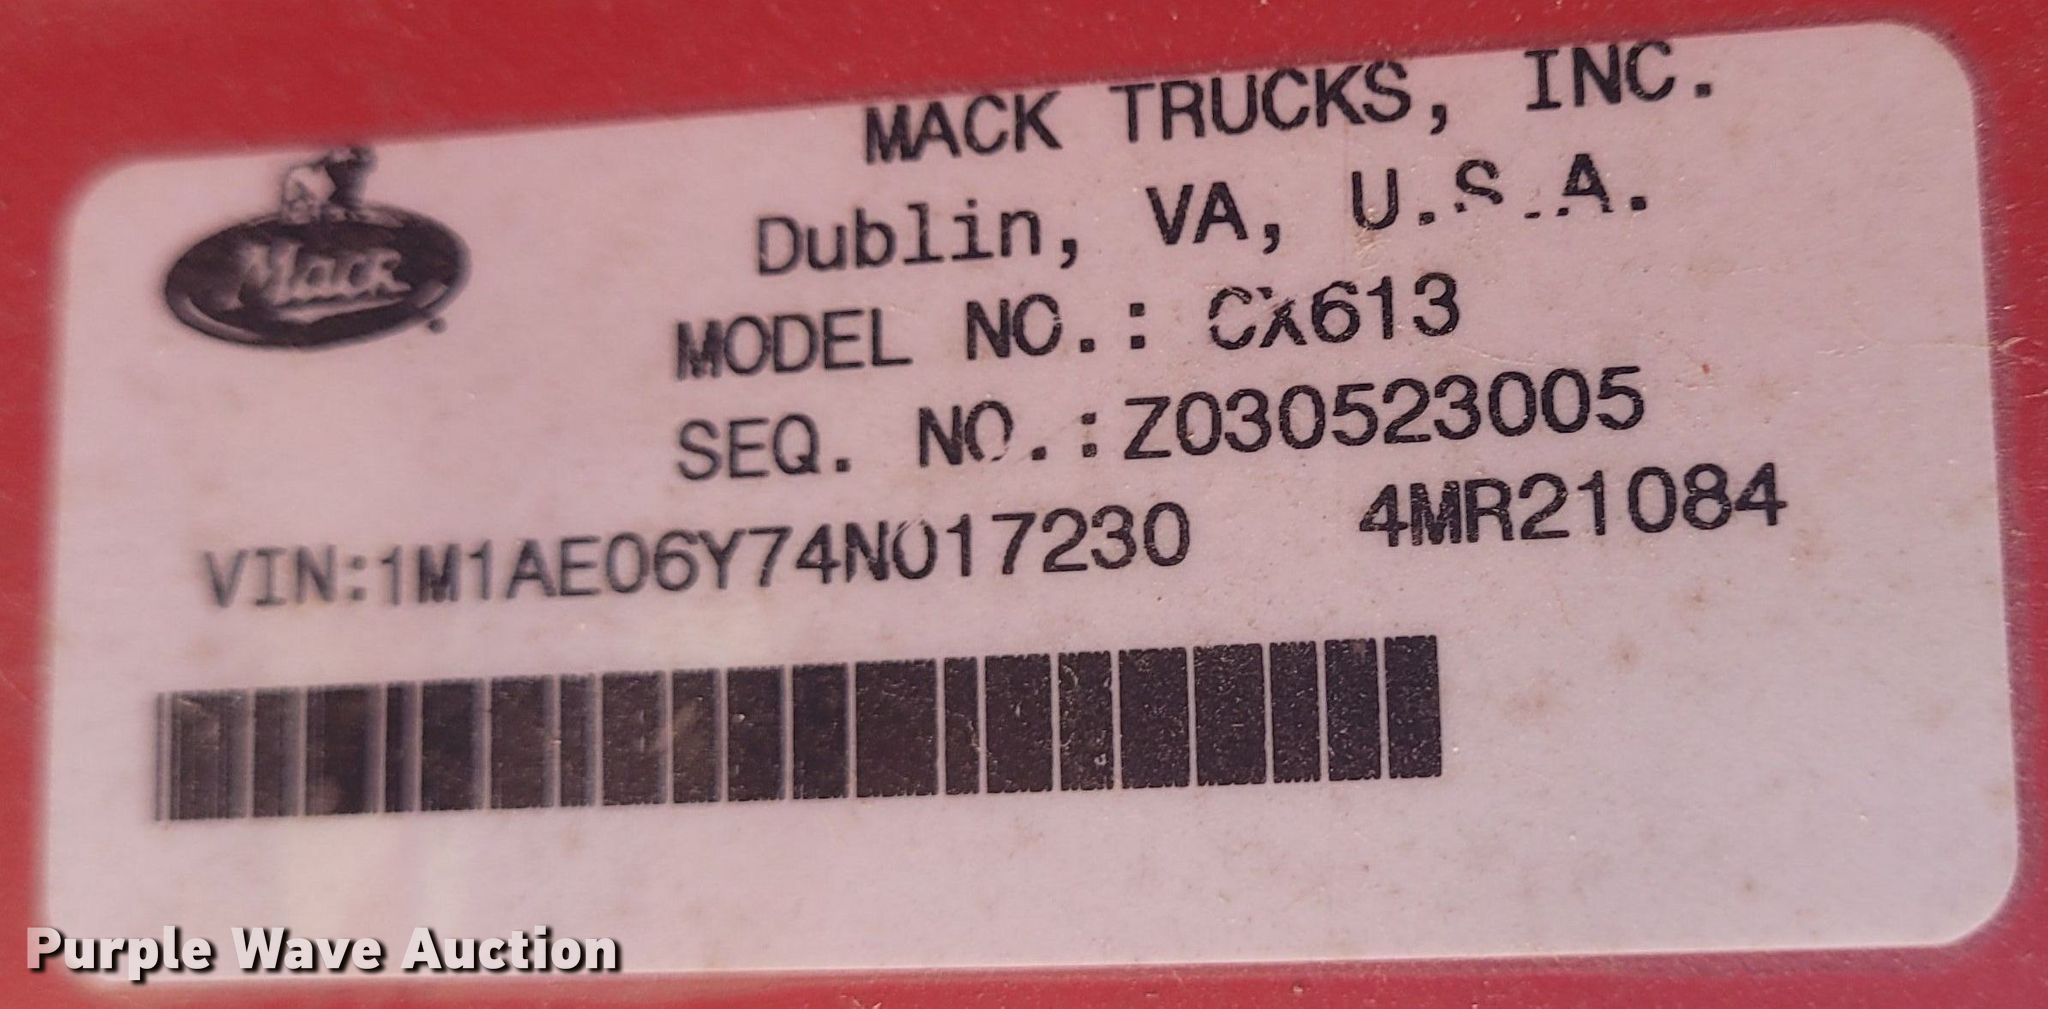 MACK TRUCKS, INC.
Dublin, VA, U.S.A.
Mack
MODEL NO.: CX613
SEQ. NO.:Z030523005
VIN:1M1AE06Y74N017230 4MR21084
Purple Wave Auction